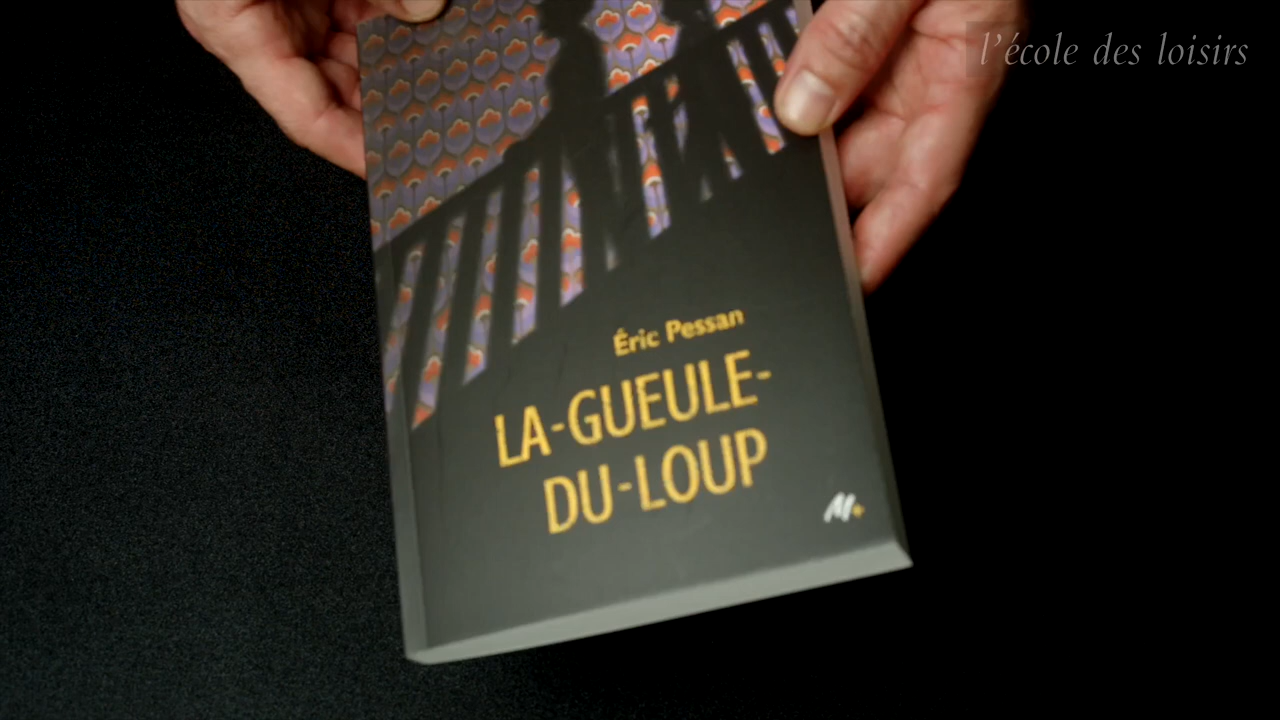 l'école des loisirs
Éric Pessan
LA-GUEULE-
DU-LOUP
M+